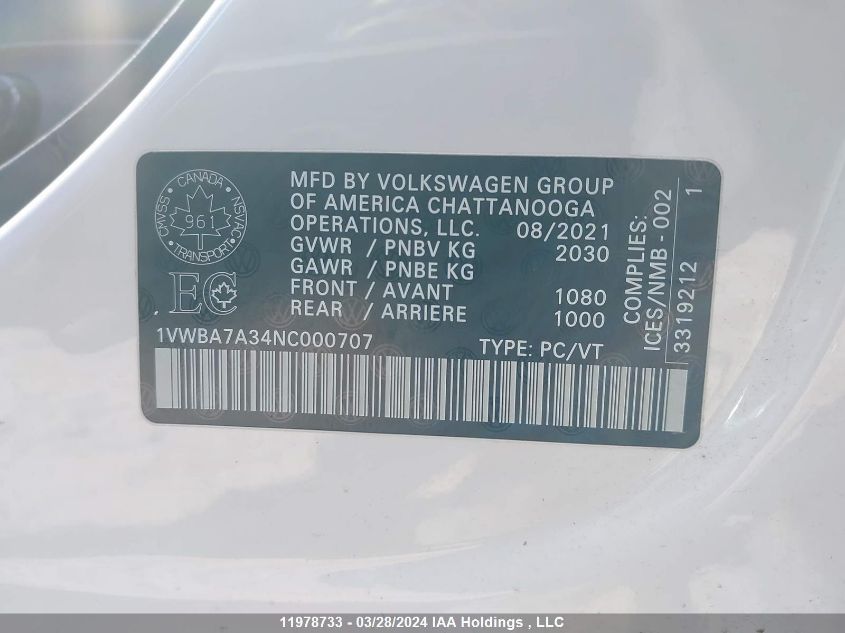 CANADA
CMVSS
NSVAC
961
TRANSPORT
EC
MFD BY VOLKSWAGEN GROUP
OF AMERICA CHATTANOOGA
OPERATIONS, LLC. 08/2021
GVWR / PNBV KG 2030
GAWR / PNBE KG
FRONT / AVANT 1080
REAR / ARRIERE 1000
1VWBA7A34NC000707 TYPE: PC/VT
COMPLIES:
ICES/NMB - 002
3319212 1
11978733 - 03/28/2024 IAA Holdings , LLC